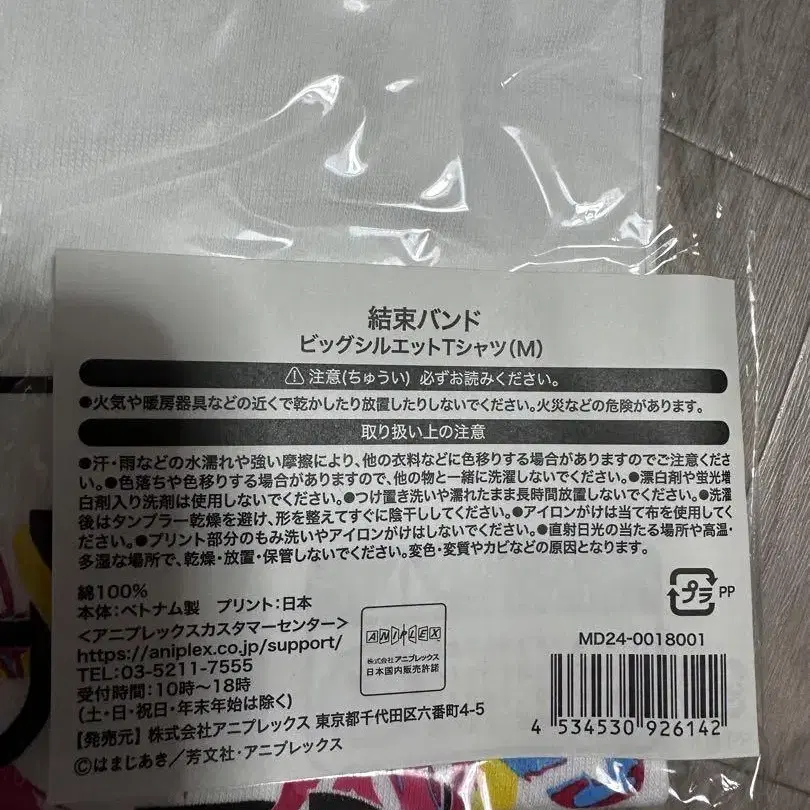 結束バンド
ビッグシルエットTシャツ(M)
⚠注意(ちゅうい) 必ずお読みください。
●火気や暖房器具などの近くで乾かしたり放置したりしないでください。火災などの危険があります。
取り扱い上の注意
●汗・雨などの水濡れや強い摩擦により、他の衣料などに色移りする場合がありますのでご注意くださ
い。●色落ちや色移りする場合がありますので、他の物と一緒に洗濯しないでください。●漂白剤や蛍光増
白剤入り洗剤は使用しないでください。●つけ置き洗いや濡れたまま長時間放置しないでください。●洗濯
後はタンブラー乾燥を避け、形を整えてすぐに陰干ししてください。●アイロンがけは当て布を使用してく
ださい。●プリント部分のもみ洗いやアイロンがけはしないでください。●直射日光の当たる場所や高温・
多湿な場所で、乾燥・放置・保管しないでください。変色・変質やカビなどの原因となります。
綿100%
本体:ベトナム製 プリント:日本
<アニプレックスカスタマーセンター>
https://aniplex.co.jp/support/
TEL:03-5211-7555
受付時間:10時〜18時
(土・日・祝日・年末年始は除く)
【発売元】株式会社アニプレックス 東京都千代田区六番町4-5
©はまじあき/芳文社・アニプレックス
ANIPLEX
株式会社アニプレックス
日本国内販売許諾
プラ PP
MD24-0018001
4 534530 926142